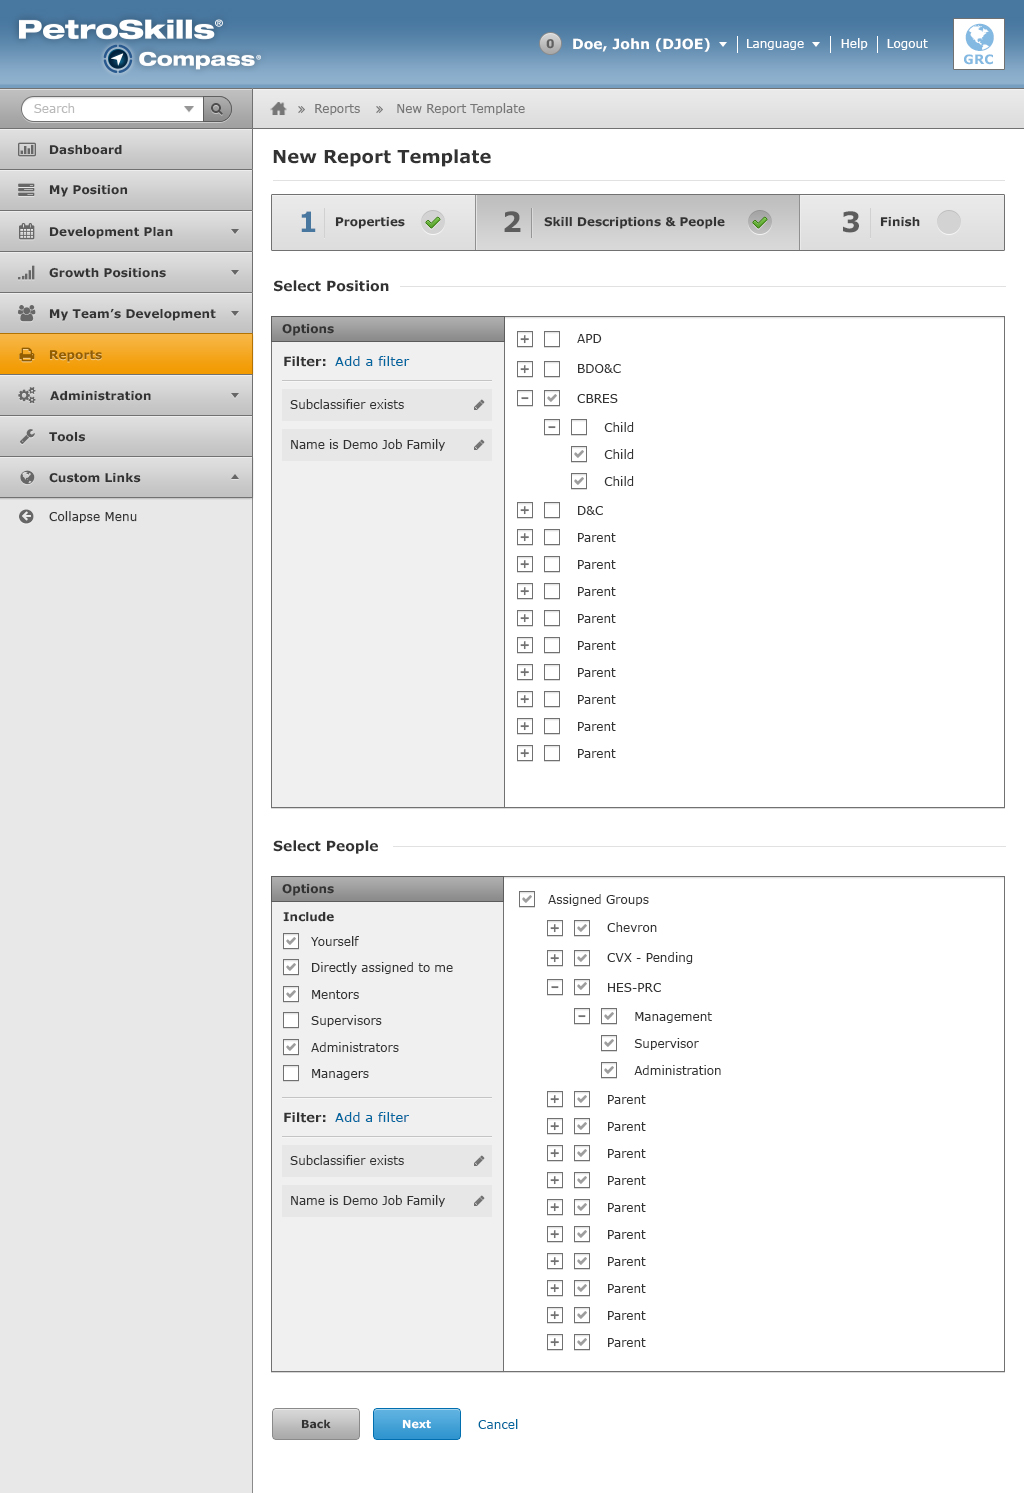 PetroSkills®
Compass®
0 Doe, John (DJOE) Language Help Logout
GRC
Search
» Reports » New Report Template
Dashboard
My Position
Development Plan
Growth Positions
My Team's Development
Reports
Administration
Tools
Custom Links
Collapse Menu
New Report Template
1 Properties 2 Skill Descriptions & People 3 Finish
Select Position
Options
Filter: Add a filter
Subclassifier exists
Name is Demo Job Family
APD
BDO&C
CBRES
Child
Child
Child
D&C
Parent
Parent
Parent
Parent
Parent
Parent
Parent
Parent
Parent
Select People
Options
Include
Yourself
Directly assigned to me
Mentors
Supervisors
Administrators
Managers
Filter: Add a filter
Subclassifier exists
Name is Demo Job Family
Assigned Groups
Chevron
CVX - Pending
HES-PRC
Management
Supervisor
Administration
Parent
Parent
Parent
Parent
Parent
Parent
Parent
Parent
Parent
Parent
Back Next Cancel